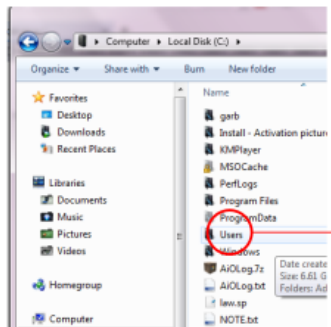 Computer ▸ Local Disk (C:) ▸
Organize ▾ Share with ▾ Burn New folder
Favorites
Desktop
Downloads
Recent Places
Libraries
Documents
Music
Pictures
Videos
Homegroup
Computer
Name
garb
Install - Activation picture
KMPlayer
MSOCache
PerfLogs
Program Files
ProgramData
Users
Windows
AiOLog.7z
AiOLog.txt
law.sp
NOTE.txt
Date create
Size: 6.61 G
Folders: Ad